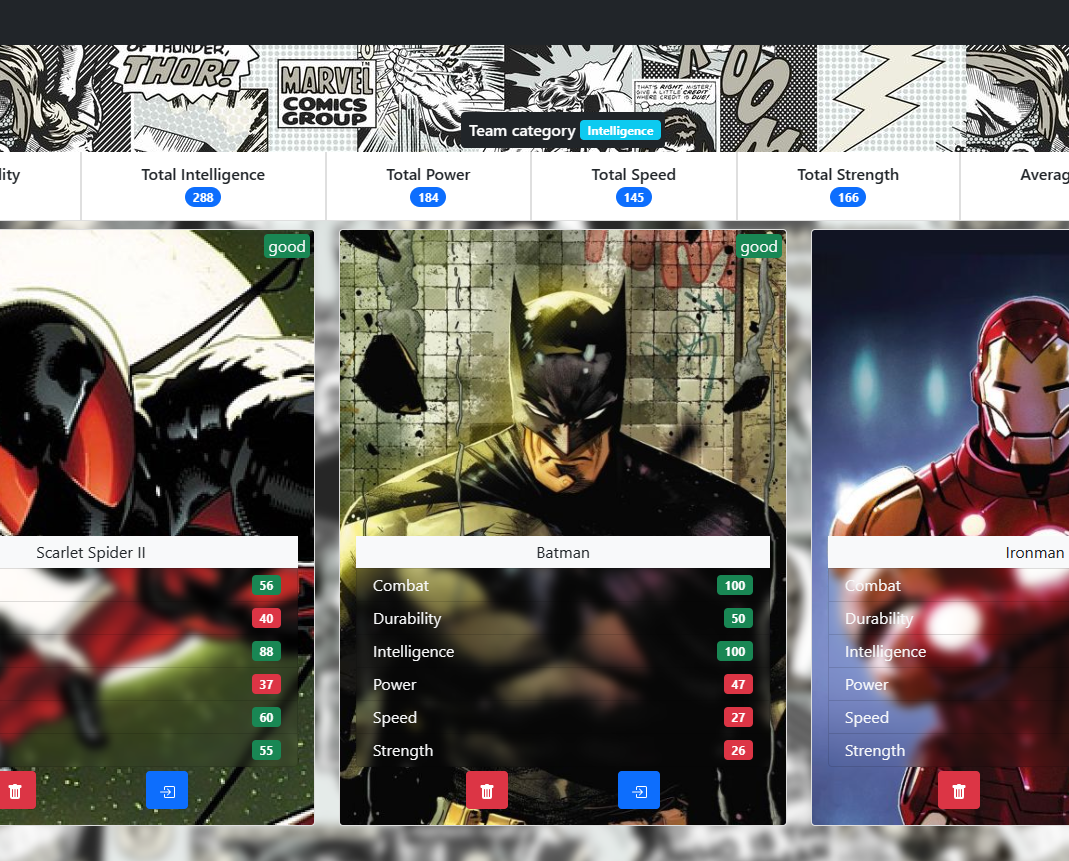 OF THUNDER,
THOR!
MARVEL
COMICS
GROUP
THAT'S RIGHT, MISTER!
GIVE A LITTLE CREDIT
WHERE CREDIT IS DUE!
Team category Intelligence
lity
Total Intelligence
288
Total Power
184
Total Speed
145
Total Strength
166
Averag
good
Scarlet Spider II
56
40
88
37
60
55
good
Batman
Combat 100
Durability 50
Intelligence 100
Power 47
Speed 27
Strength 26
Ironman
Combat
Durability
Intelligence
Power
Speed
Strength